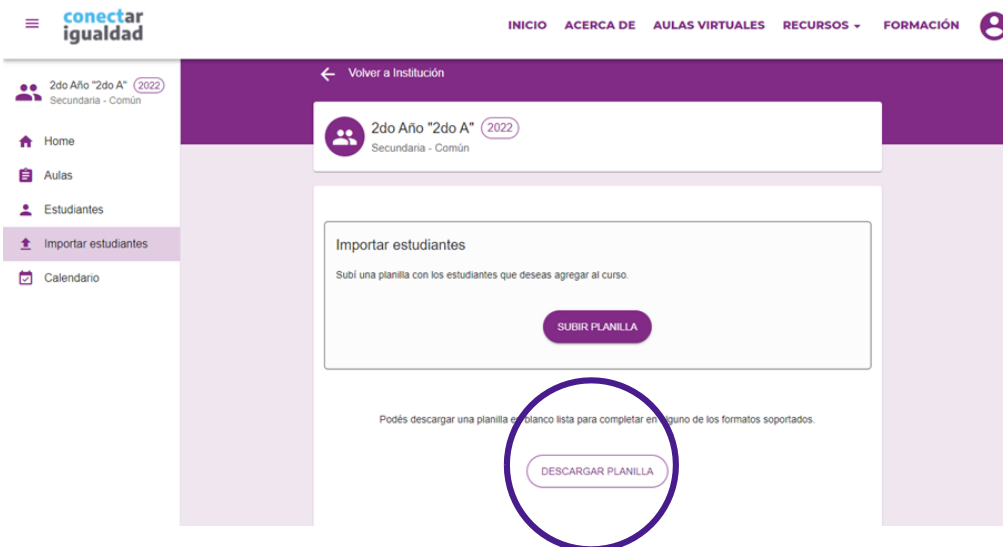 conectar
igualdad
INICIO ACERCA DE AULAS VIRTUALES RECURSOS FORMACIÓN
2do Año "2do A" 2022
Secundaria - Común
Home
Aulas
Estudiantes
Importar estudiantes
Calendario
Volver a Institución
2do Año "2do A" 2022
Secundaria - Común
Importar estudiantes
Subí una planilla con los estudiantes que deseas agregar al curso.
SUBIR PLANILLA
Podés descargar una planilla en blanco lista para completar en alguno de los formatos soportados.
DESCARGAR PLANILLA